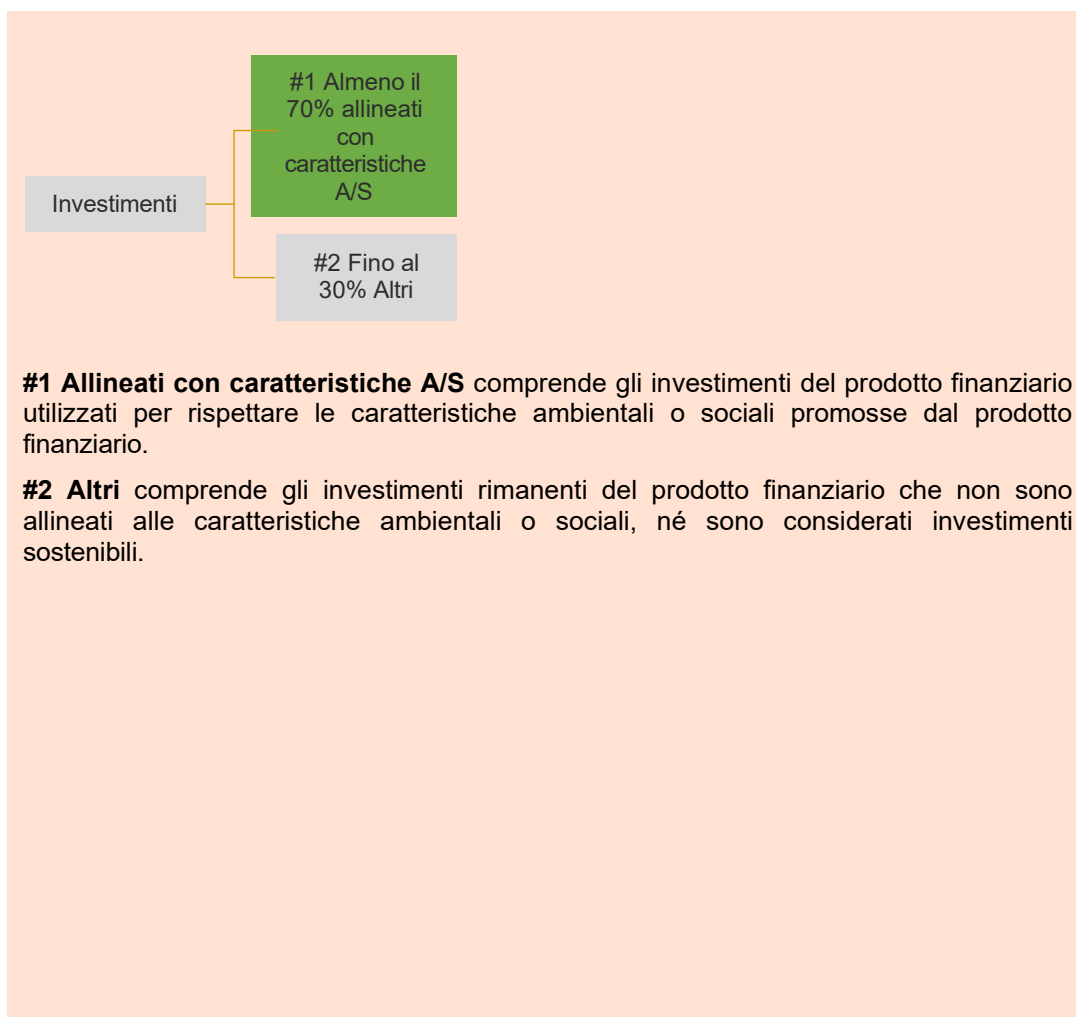 #1 Almeno il
70% allineati
con
caratteristiche
A/S
Investimenti
#2 Fino al
30% Altri
#1 Allineati con caratteristiche A/S comprende gli investimenti del prodotto finanziario
utilizzati per rispettare le caratteristiche ambientali o sociali promosse dal prodotto
finanziario.
#2 Altri comprende gli investimenti rimanenti del prodotto finanziario che non sono
allineati alle caratteristiche ambientali o sociali, né sono considerati investimenti
sostenibili.